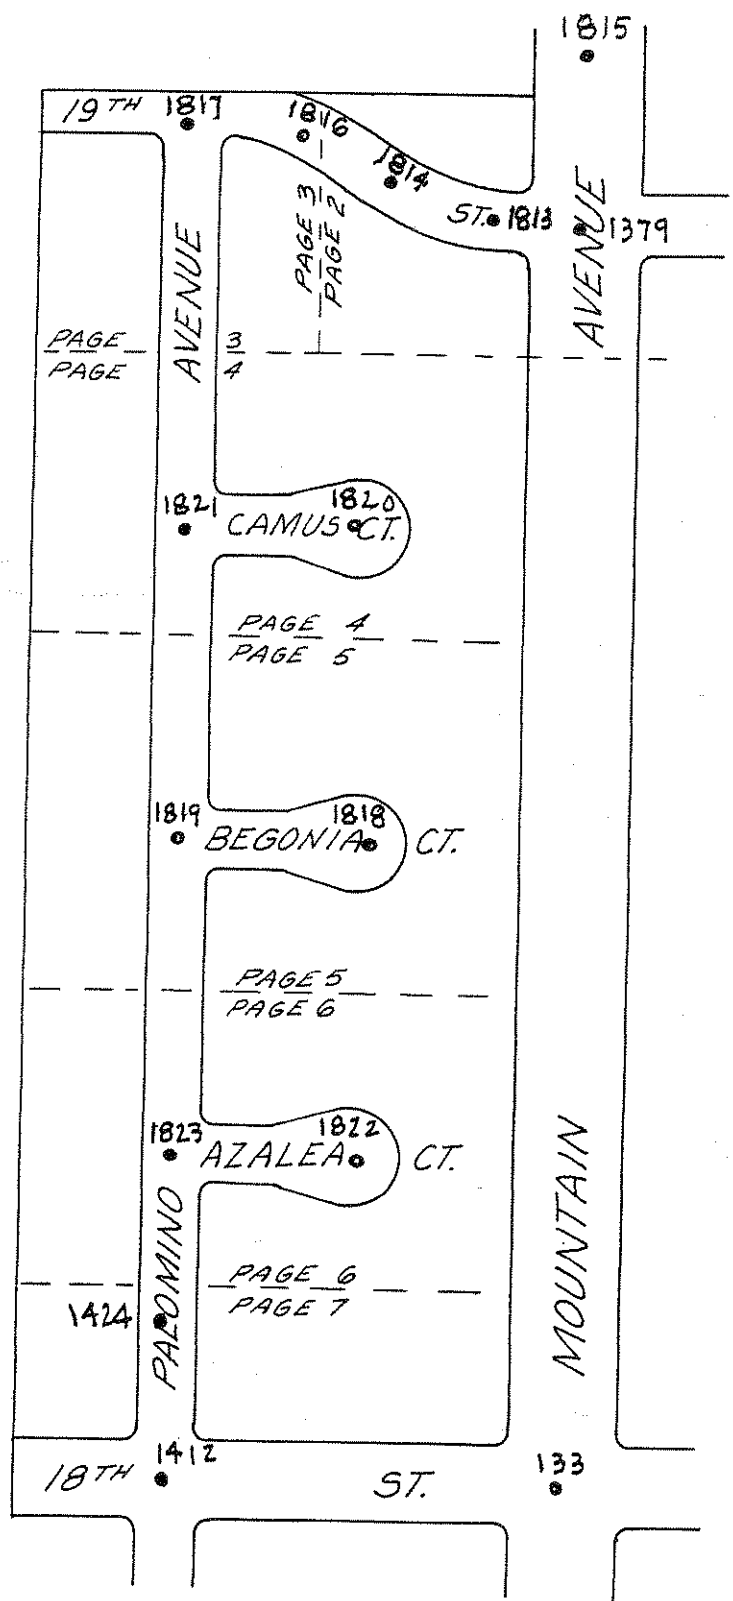 1815
19TH
1817
1816
1814
ST.
1813
1379
AVENUE
PAGE 3
PAGE 2
AVENUE
PAGE 3
PAGE 4
1821
1820
CAMUS CT.
PAGE 4
PAGE 5
1819
1818
BEGONIA CT.
PAGE 5
PAGE 6
1823
1822
AZALEA CT.
PALOMINO
MOUNTAIN
PAGE 6
PAGE 7
1424
1412
133
18TH ST.